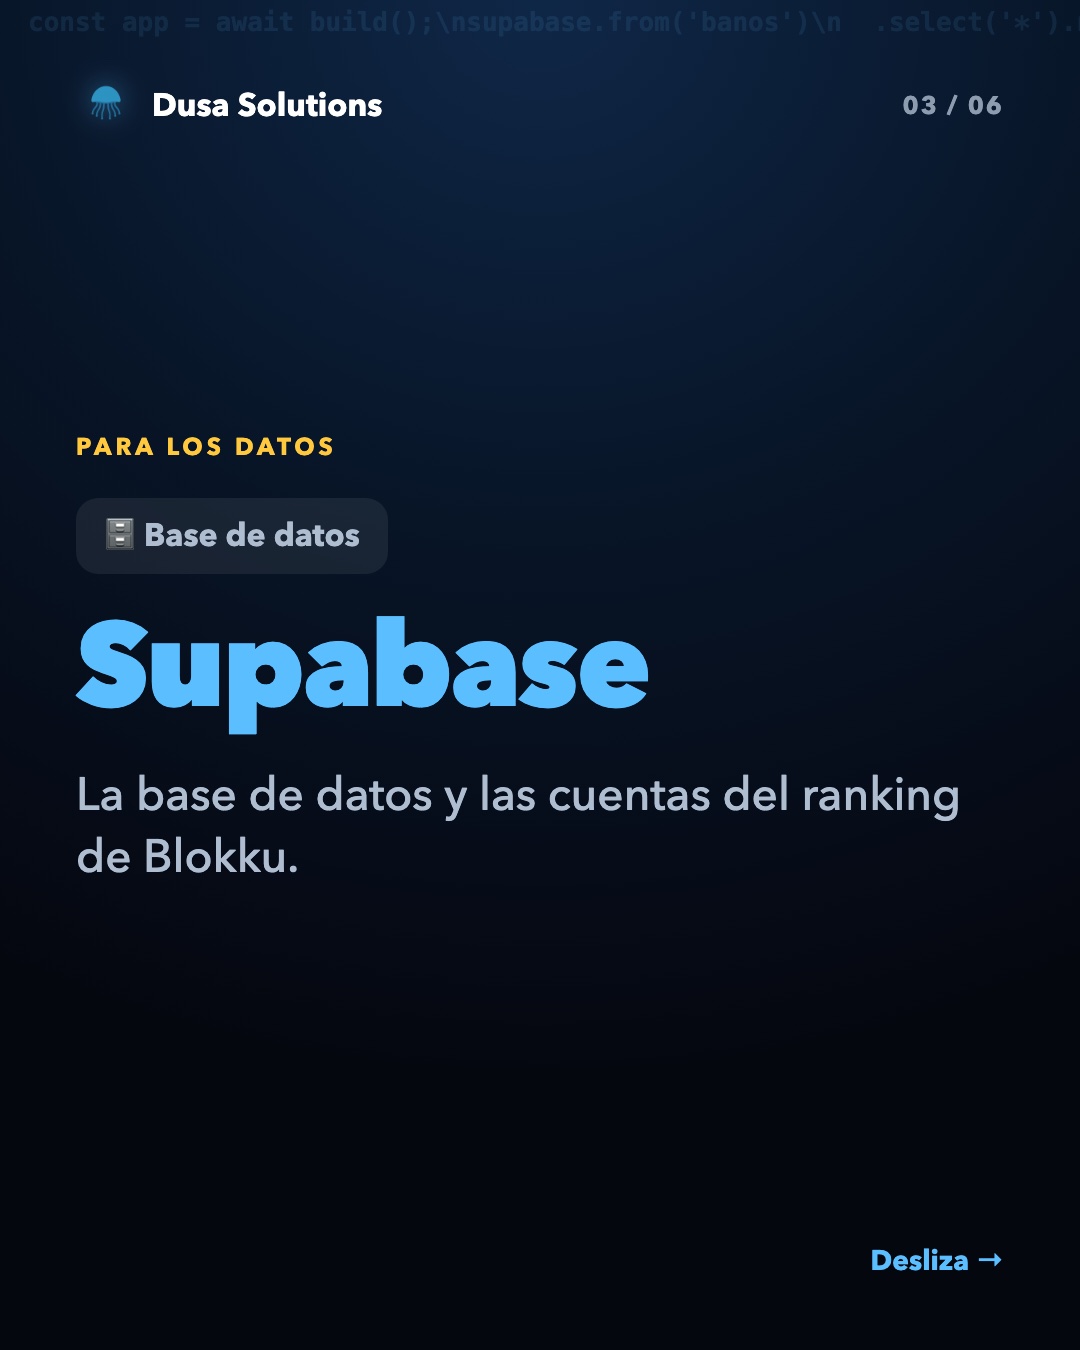 const app = await build();\nsupabase.from('banos')\n  .select('*').
Dusa Solutions
03 / 06
PARA LOS DATOS
🗄️ Base de datos
Supabase
La base de datos y las cuentas del ranking
de Blokku.
Desliza →